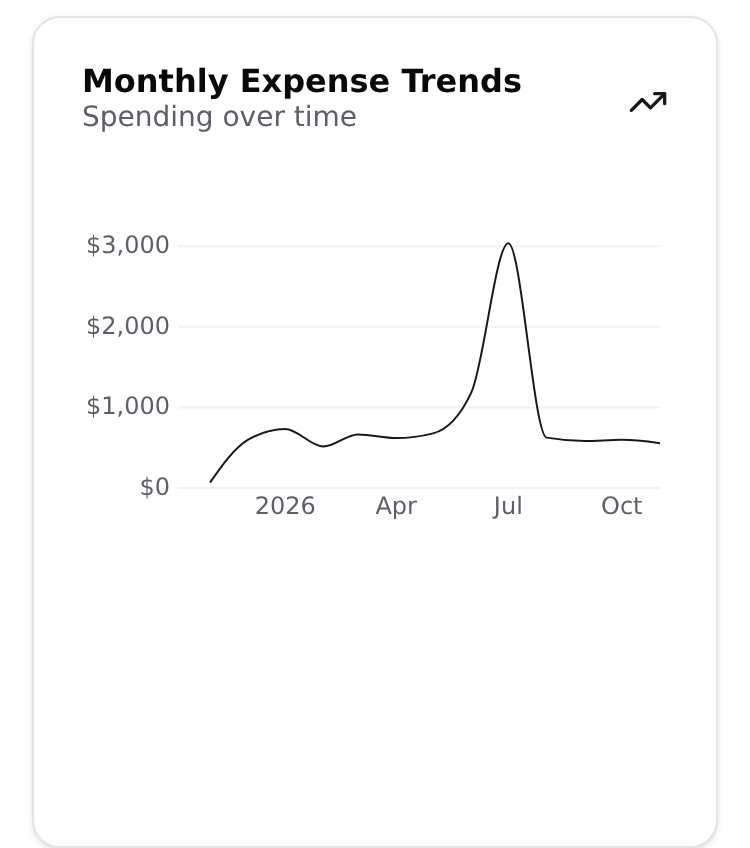 Monthly Expense Trends
Spending over time
$3,000
$2,000
$1,000
$0
2026 Apr Jul Oct